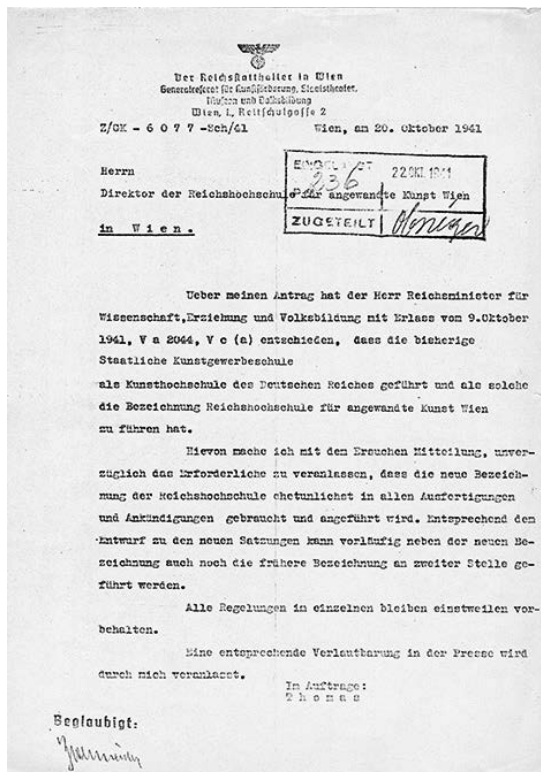 Der Reichsstatthalter in Wien
Generalreferat für Kunstförderung, Staatstheater,
Museen und Volksbildung
Wien, I., Reitschulgasse 2
Z/GK - 6 0 7 7 -Sch/41 Wien, am 20. Oktober 1941
Herrn
EINGELANGT 22.OKT.1941
236
Direktor der Reichshochschule für angewandte Kunst Wien
ZUGETEILT
in Wien.
Ueber meinen Antrag hat der Herr Reichsminister für
Wissenschaft,Erziehung und Volksbildung mit Erlass vom 9.Oktober
1941, V a 2044, V c (a) entschieden, dass die bisherige
Staatliche Kunstgewerbeschule
als Kunsthochschule des Deutschen Reiches geführt und als solche
die Bezeichnung Reichshochschule für angewandte Kunst Wien
zu führen hat.
Hievon mache ich mit dem Ersuchen Mitteilung, unver-
züglich das Erforderliche zu veranlassen, dass die neue Bezeich-
nung der Reichshochschule ehetunlichst in allen Ausfertigungen
und Ankündigungen gebraucht und angeführt wird. Entsprechend dem
Entwurf zu den neuen Satzungen kann vorläufig neben der neuen Be-
zeichnung auch noch die frühere Bezeichnung an zweiter Stelle ge-
führt werden.
Alle Regelungen in einzelnen bleiben einstweilen vor-
behalten.
Eine entsprechende Verlautbarung in der Presse wird
durch mich veranlasst.
In Auftrage:
Thomas
Beglaubigt: